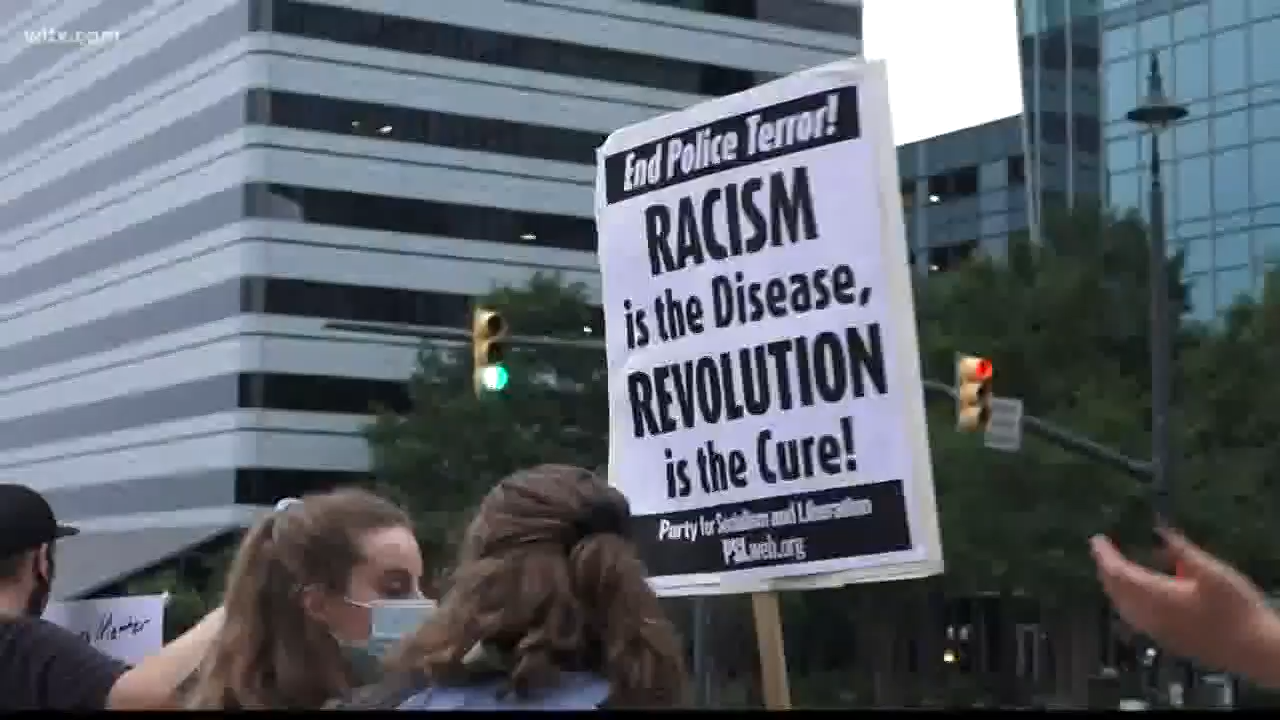 wltx.com
End Police Terror!
RACISM
is the Disease,
REVOLUTION
is the Cure!
Party for Socialism and Liberation
PSLweb.org
Matter